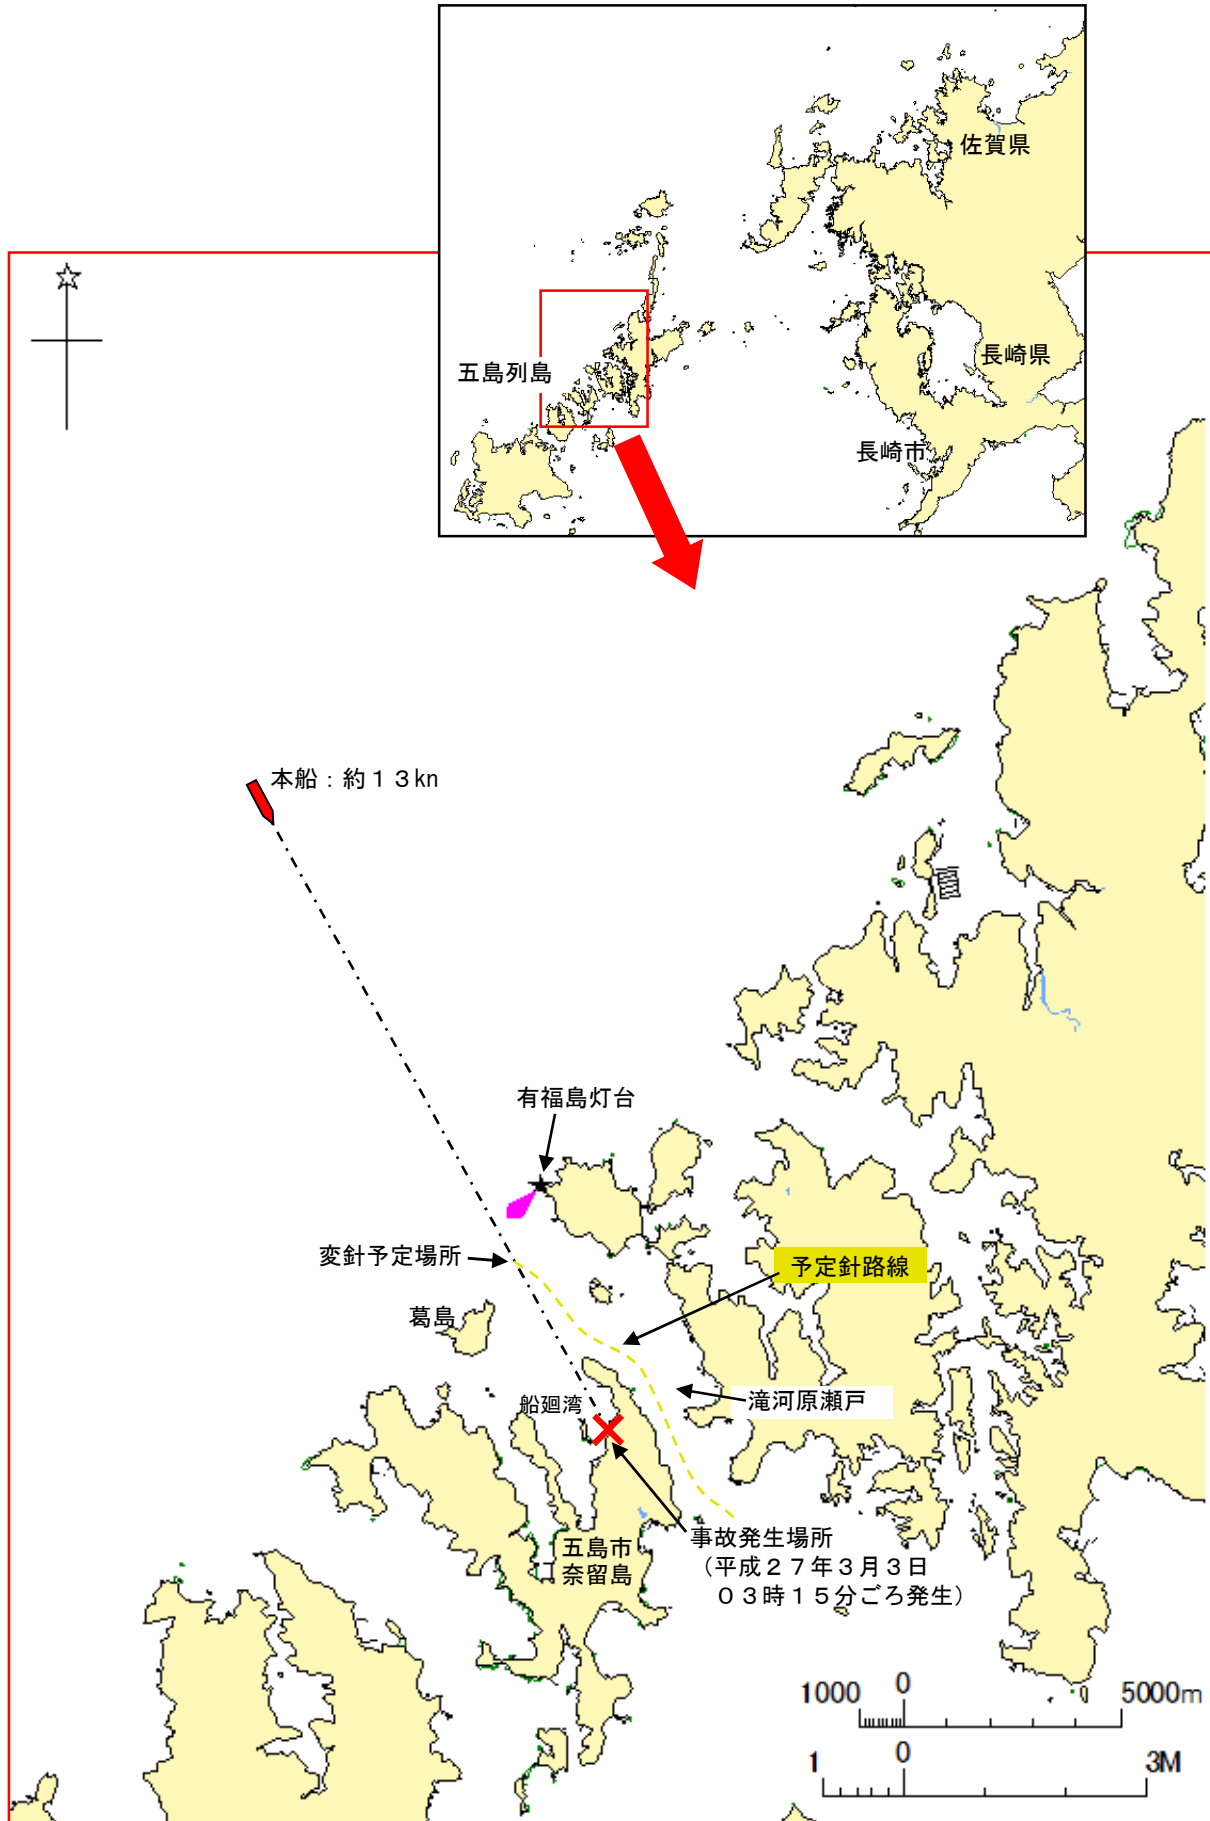 佐賀県
長崎県
五島列島
長崎市
本船：約１３kn
有福島灯台
変針予定場所
予定針路線
葛島
船廻湾
滝河原瀬戸
事故発生場所
（平成２７年３月３日
０３時１５分ごろ発生）
五島市
奈留島
1000 0 5000m
1 0 3M